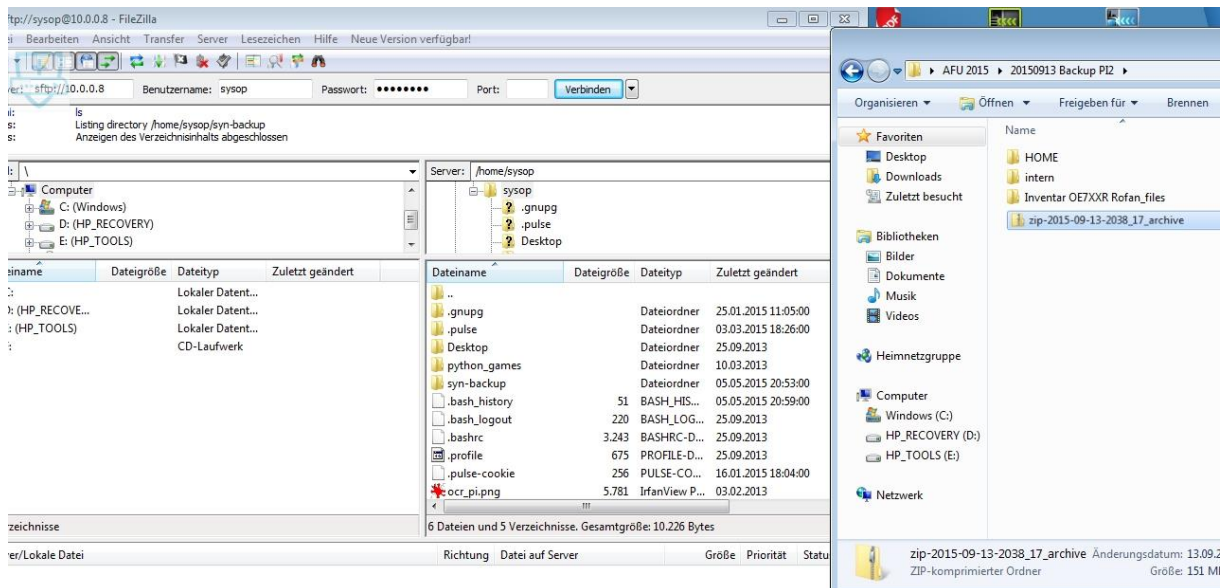 ftp://sysop@10.0.0.8 - FileZilla
Bearbeiten Ansicht Transfer Server Lesezeichen Hilfe Neue Version verfügbar!
sftp://10.0.0.8 Benutzername: sysop Passwort: ●●●●●●●● Port: Verbinden
ls
Listing directory /home/sysop/syn-backup
Anzeigen des Verzeichnisinhalts abgeschlossen
\
Computer
C: (Windows)
D: (HP_RECOVERY)
E: (HP_TOOLS)
Server: /home/sysop
sysop
? .gnupg
? .pulse
? Desktop
Dateigröße Dateityp Zuletzt geändert
Lokaler Datent...
(HP_RECOVE... Lokaler Datent...
(HP_TOOLS) Lokaler Datent...
CD-Laufwerk
Dateiname Dateigröße Dateityp Zuletzt geändert
..
.gnupg Dateiordner 25.01.2015 11:05:00
.pulse Dateiordner 03.03.2015 18:26:00
Desktop Dateiordner 25.09.2013
python_games Dateiordner 10.03.2013
syn-backup Dateiordner 05.05.2015 20:53:00
.bash_history 51 BASH_HIS... 05.05.2015 20:59:00
.bash_logout 220 BASH_LOG... 25.09.2013
.bashrc 3.243 BASHRC-D... 25.09.2013
.profile 675 PROFILE-D... 25.09.2013
.pulse-cookie 256 PULSE-CO... 16.01.2015 18:04:00
ocr_pi.png 5.781 IrfanView P... 03.02.2013
rzeichnisse
6 Dateien und 5 Verzeichnisse. Gesamtgröße: 10.226 Bytes
er/Lokale Datei
Richtung Datei auf Server Größe Priorität Statu
AFU 2015 20150913 Backup PI2
Organisieren Öffnen Freigeben für Brennen
Favoriten
Desktop
Downloads
Zuletzt besucht
Bibliotheken
Bilder
Dokumente
Musik
Videos
Heimnetzgruppe
Computer
Windows (C:)
HP_RECOVERY (D:)
HP_TOOLS (E:)
Netzwerk
Name
HOME
intern
Inventar OE7XXR Rofan_files
zip-2015-09-13-2038_17_archive
zip-2015-09-13-2038_17_archive Änderungsdatum: 13.09.2
ZIP-komprimierter Ordner Größe: 151 M